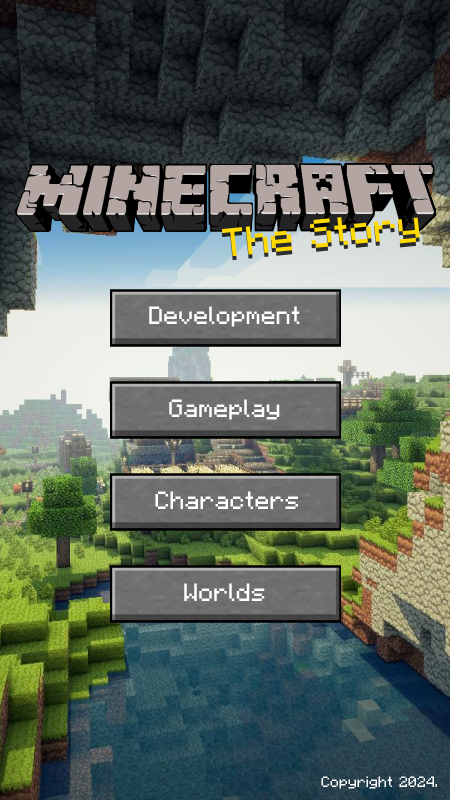 MINECRAFT
The Story
Development
Gameplay
Characters
Worlds
Copyright 2024.